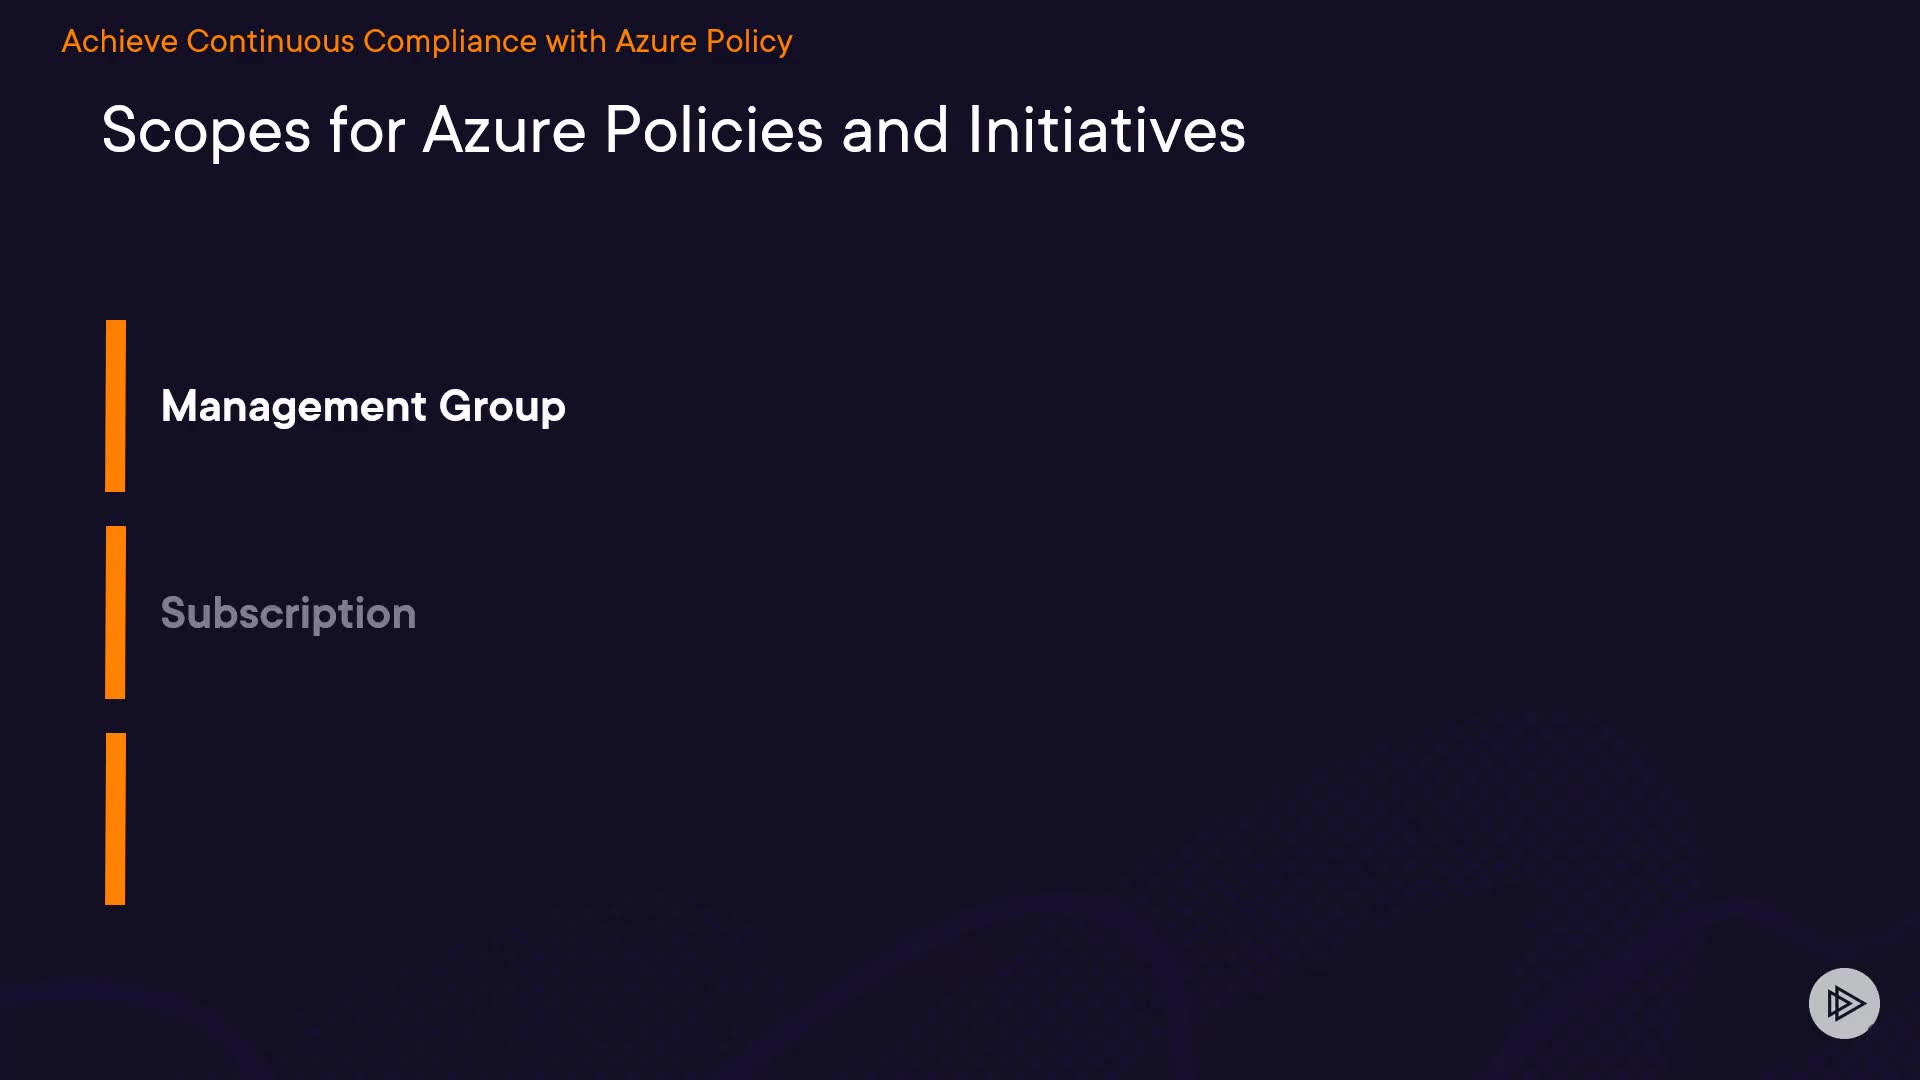 Achieve Continuous Compliance with Azure Policy
Scopes for Azure Policies and Initiatives
Management Group
Subscription